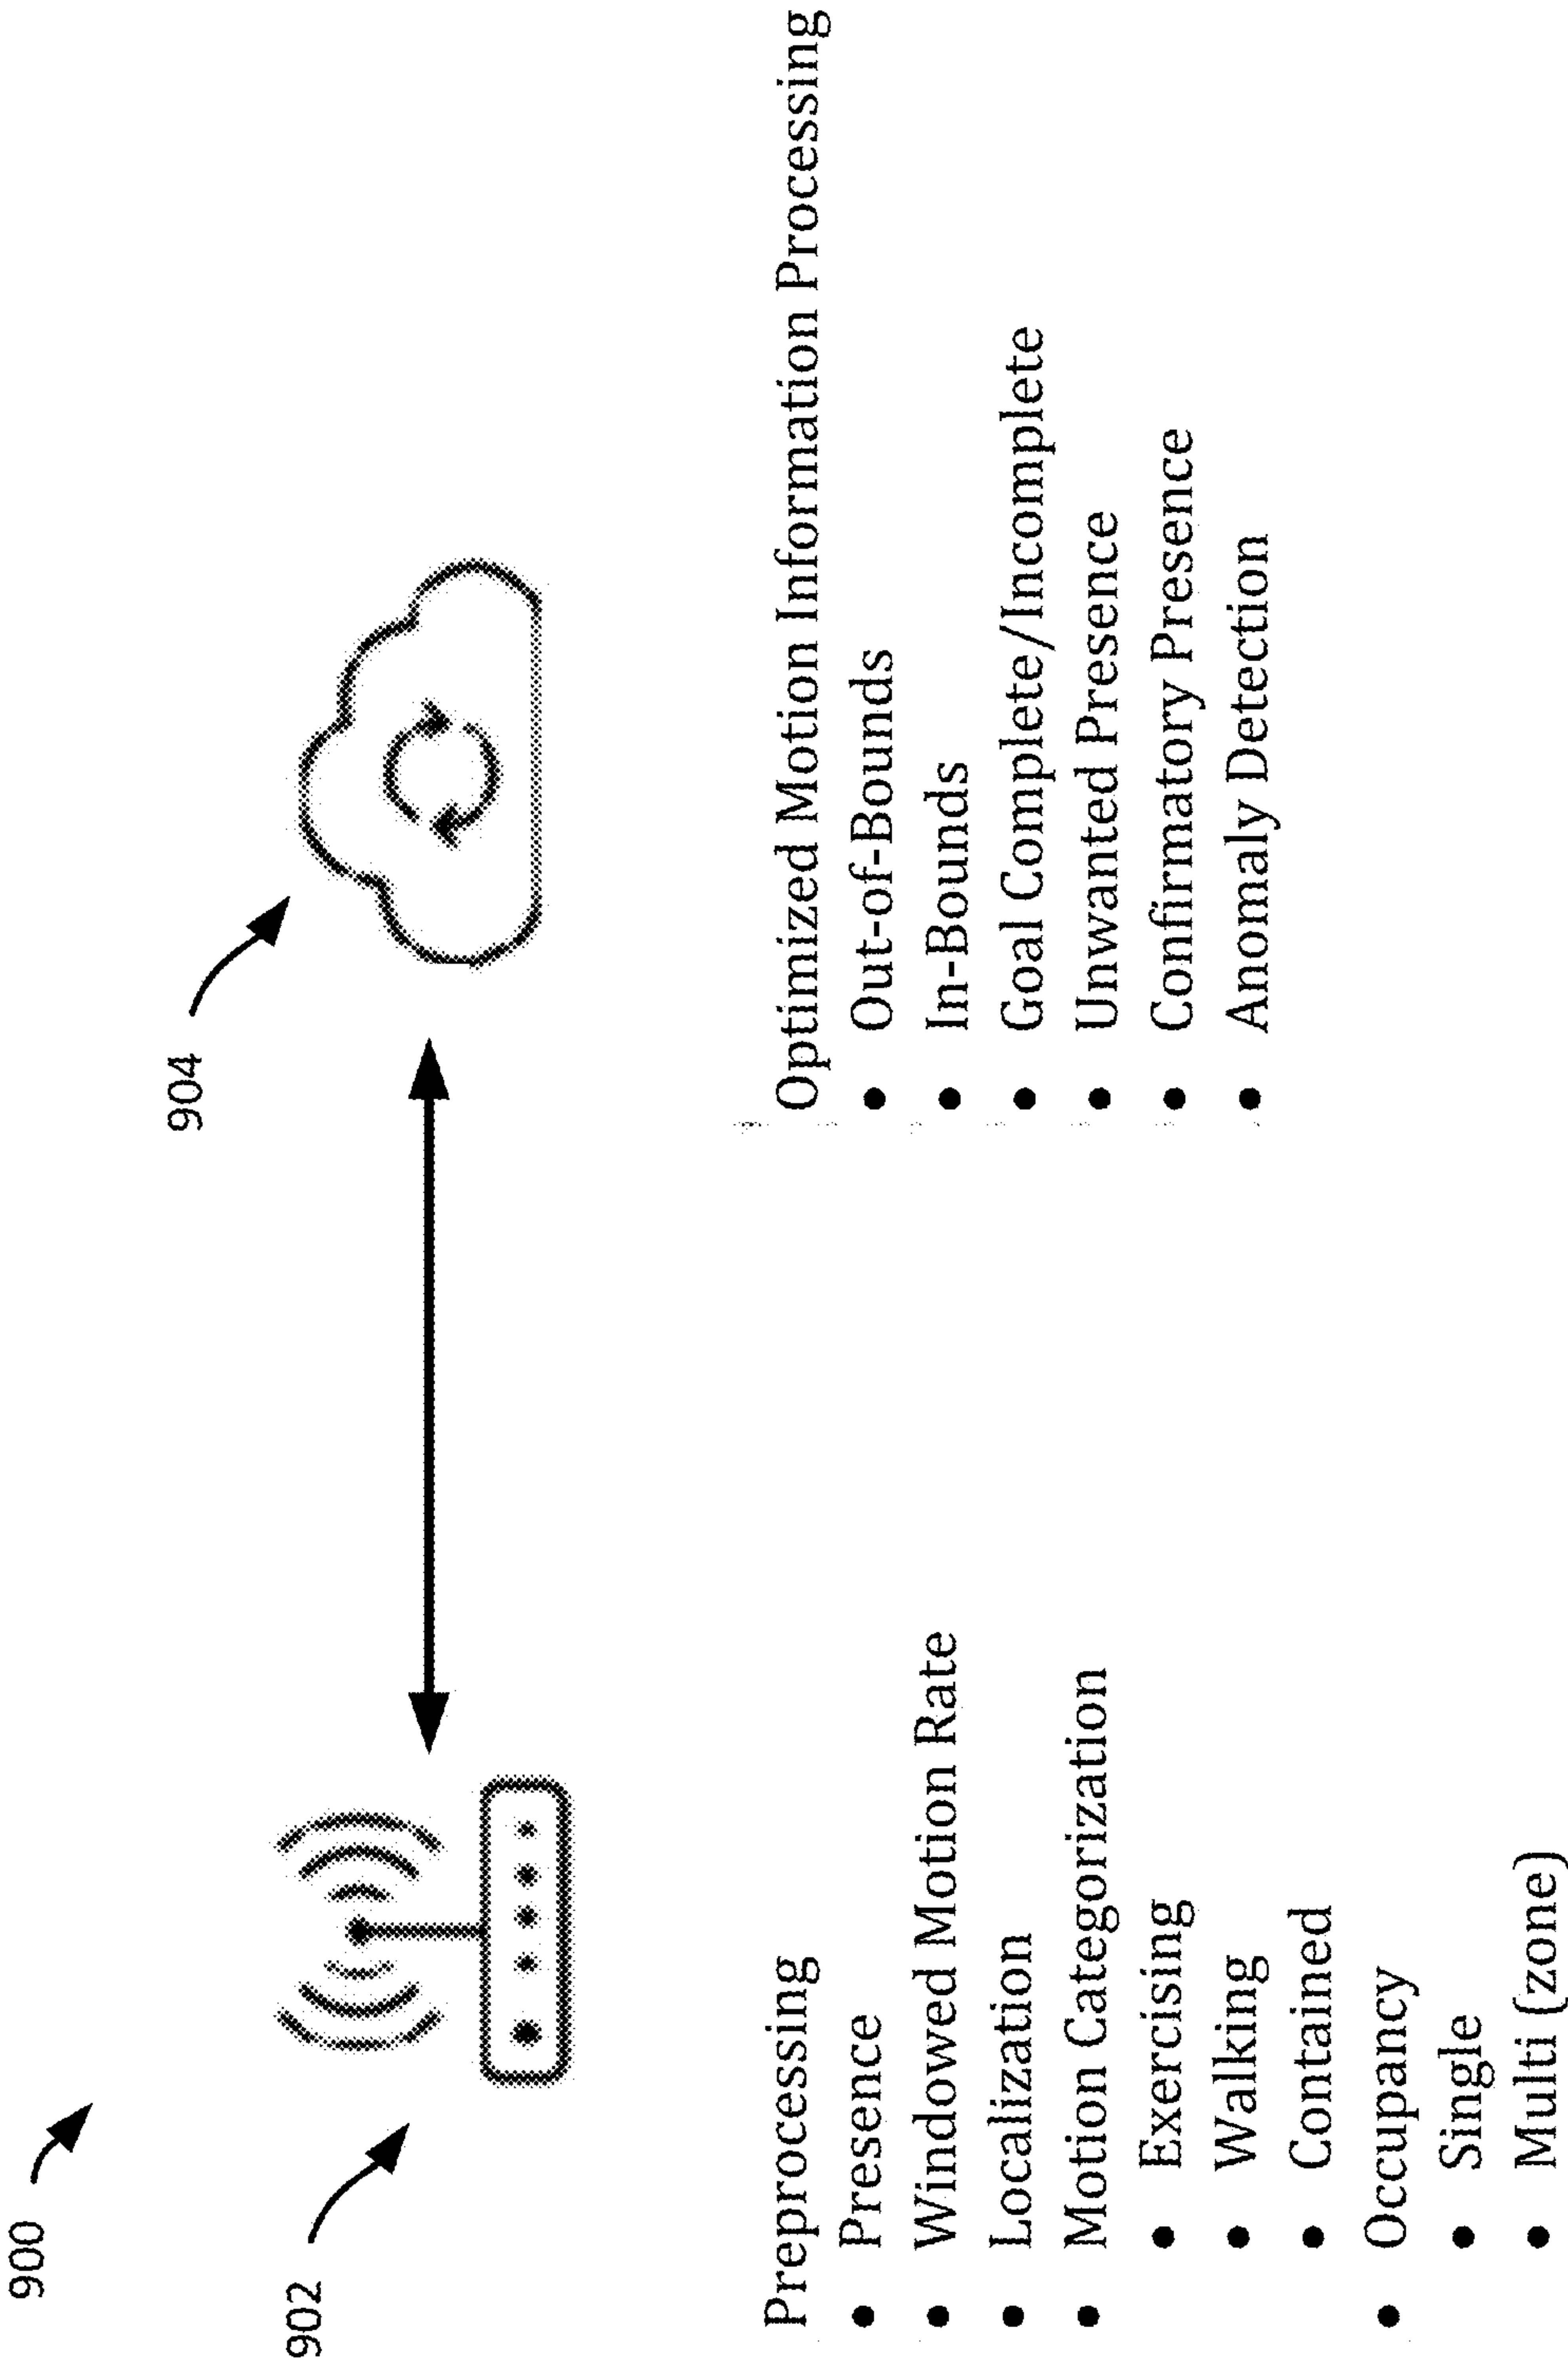 900
902
904
Preprocessing
• Presence
• Windowed Motion Rate
• Localization
• Motion Categorization
• Exercising
• Walking
• Contained
• Occupancy
• Single
• Multi (zone)
Optimized Motion Information Processing
• Out-of-Bounds
• In-Bounds
• Goal Complete/Incomplete
• Unwanted Presence
• Confirmatory Presence
• Anomaly Detection